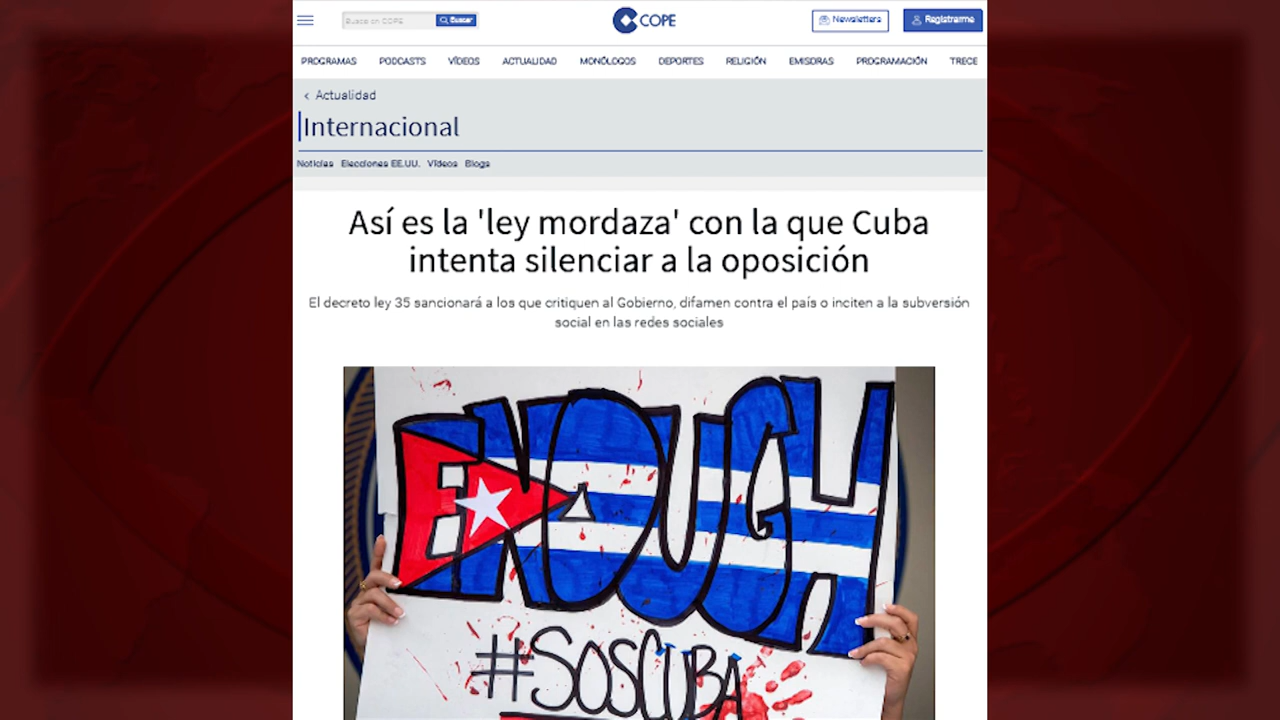 Busca en COPE
Buscar
COPE
Newsletters
Registrarme
PROGRAMAS PODCASTS VÍDEOS ACTUALIDAD MONÓLOGOS DEPORTES RELIGIÓN EMISORAS PROGRAMACIÓN TRECE
‹ Actualidad
Internacional
Noticias Elecciones EE.UU. Vídeos Blogs
Así es la 'ley mordaza' con la que Cuba
intenta silenciar a la oposición
El decreto ley 35 sancionará a los que critiquen al Gobierno, difamen contra el país o inciten a la subversión
social en las redes sociales
ENOUGH
#SOSCUBA